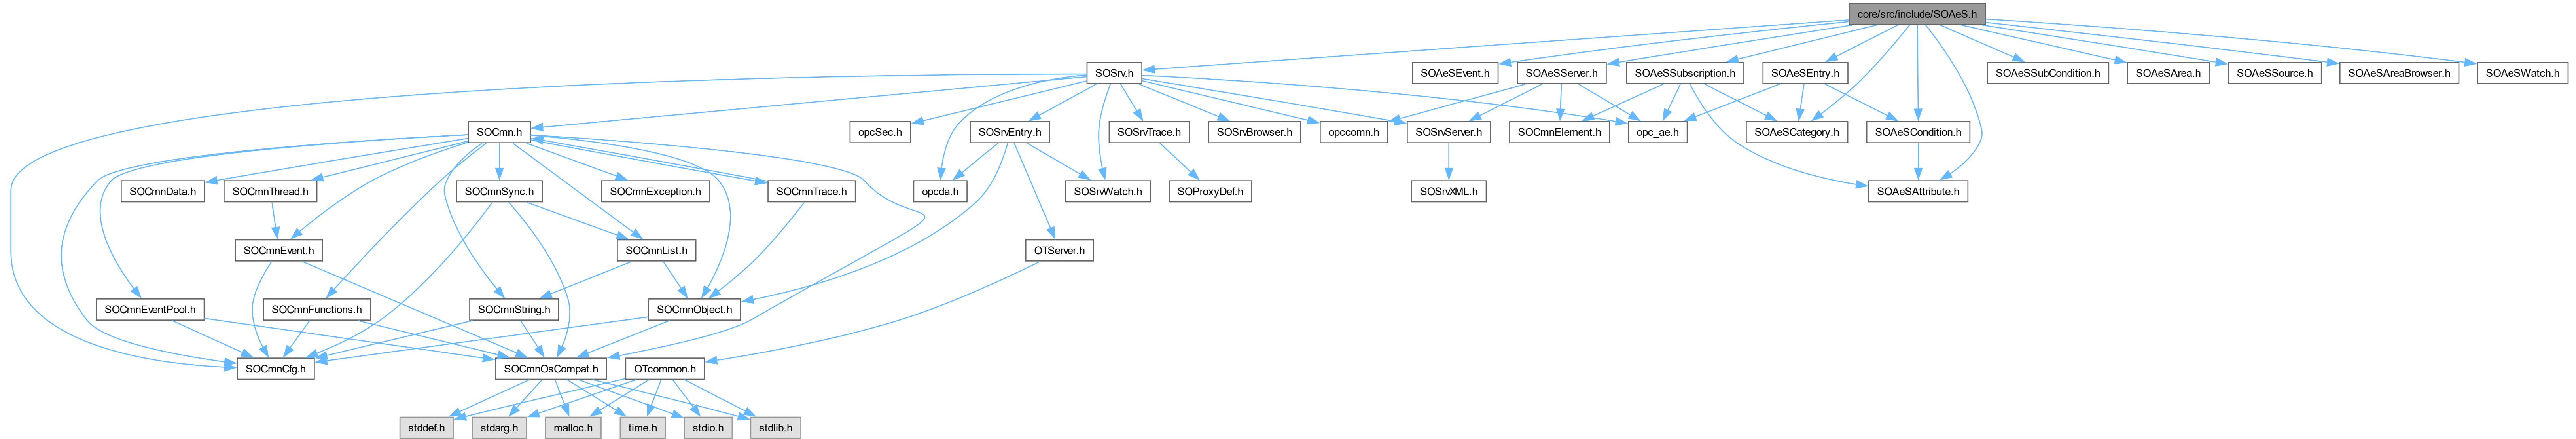 core/src/include/SOAeS.h
SOSrv.h
SOAeSEvent.h
SOAeSServer.h
SOAeSSubscription.h
SOAeSEntry.h
SOAeSSubCondition.h
SOAeSArea.h
SOAeSSource.h
SOAeSAreaBrowser.h
SOAeSWatch.h
SOCmn.h
opcSec.h
SOSrvEntry.h
SOSrvTrace.h
SOSrvBrowser.h
opccomn.h
SOSrvServer.h
SOCmnElement.h
opc_ae.h
SOAeSCategory.h
SOAeSCondition.h
SOCmnData.h
SOCmnThread.h
SOCmnSync.h
SOCmnException.h
SOCmnTrace.h
opcda.h
SOSrvWatch.h
SOProxyDef.h
SOSrvXML.h
SOAeSAttribute.h
SOCmnEvent.h
SOCmnList.h
OTServer.h
SOCmnEventPool.h
SOCmnFunctions.h
SOCmnString.h
SOCmnObject.h
SOCmnCfg.h
SOCmnOsCompat.h
OTcommon.h
stddef.h
stdarg.h
malloc.h
time.h
stdio.h
stdlib.h